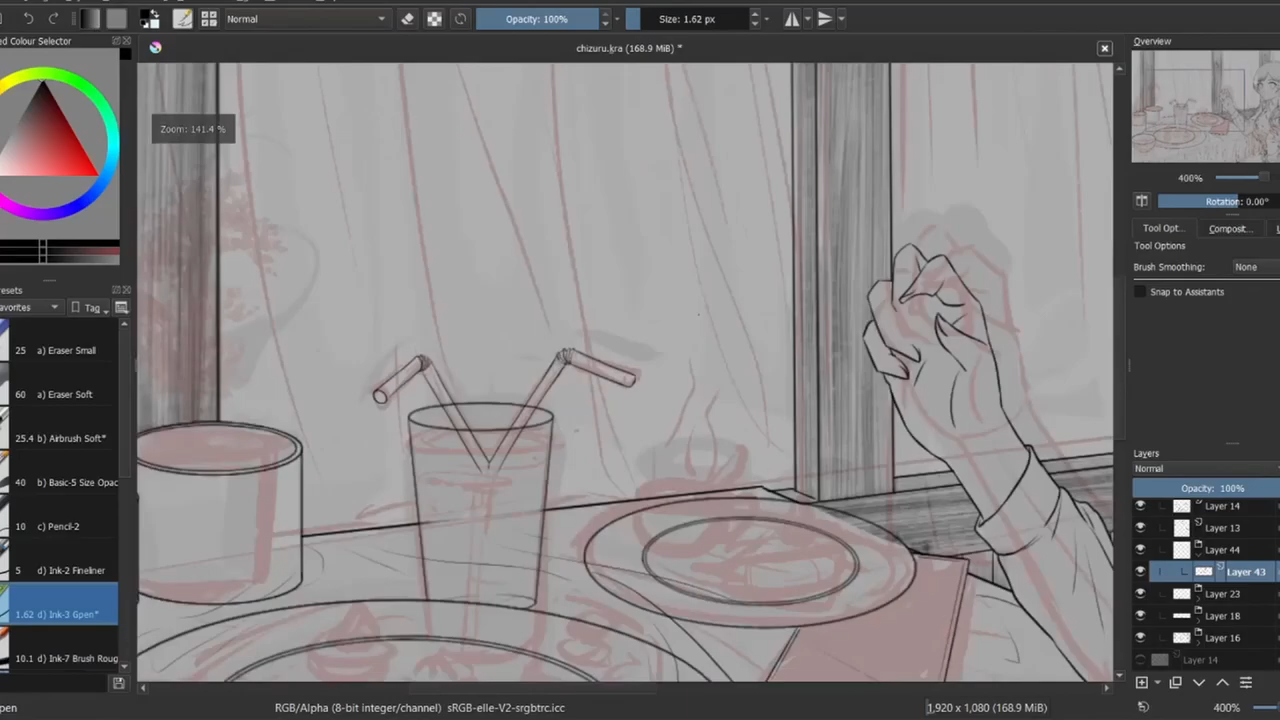 Normal
Opacity: 100%
Size: 1.62 px
ed Colour Selector
chizuru.kra (168.9 MiB) *
Overview
Zoom: 141.4 %
400%
Rotation: 0.00°
Tool Opt...
Composit...
Tool Options
Brush Smoothing:
None
Snap to Assistants
esets
avorites
Tag
25 a) Eraser Small
60 a) Eraser Soft
25.4 b) Airbrush Soft*
40 b) Basic-5 Size Opac
10 c) Pencil-2
5 d) Ink-2 Fineliner
1.62 d) Ink-3 Gpen*
10.1 d) Ink-7 Brush Roug
Layers
Normal
Opacity: 100%
Layer 14
Layer 13
Layer 44
Layer 43
Layer 23
Layer 18
Layer 16
Layer 14
pen
RGB/Alpha (8-bit integer/channel) sRGB-elle-V2-srgbtrc.icc
1,920 x 1,080 (168.9 MiB)
400%